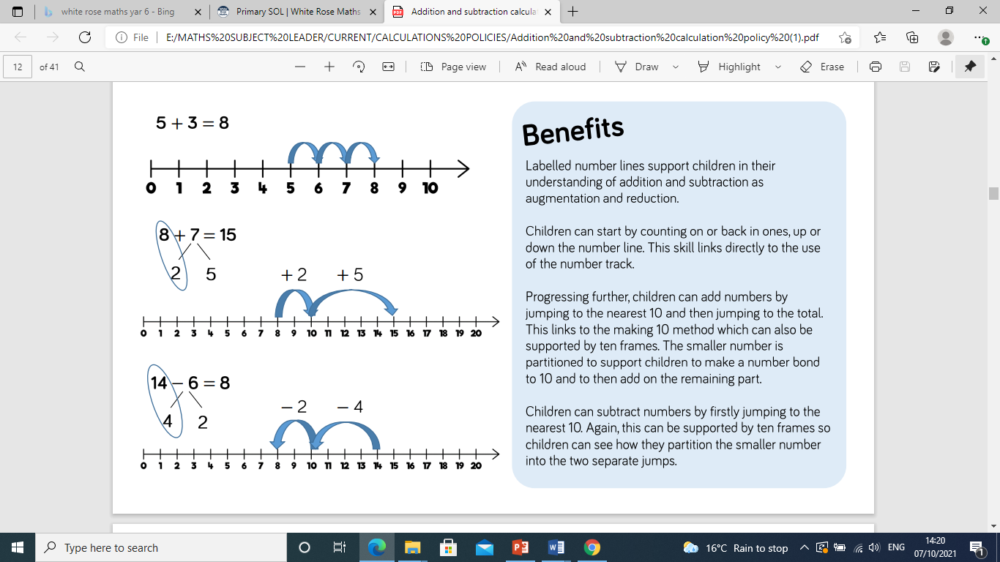 white rose maths yar 6 - Bing
Primary SOL | White Rose Maths
Addition and subtraction calculat
File
E:/MATHS%20SUBJECT%20LEADER/CURRENT/CALCULATIONS%20POLICIES/Addition%20and%20subtraction%20calculation%20policy%20(1).pdf
12 of 41
Page view
Read aloud
Draw
Highlight
Erase
5 + 3 = 8
0 1 2 3 4 5 6 7 8 9 10
8 + 7 = 15
2 5
+ 2 + 5
0 1 2 3 4 5 6 7 8 9 10 11 12 13 14 15 16 17 18 19 20
14 – 6 = 8
4 2
– 2 – 4
0 1 2 3 4 5 6 7 8 9 10 11 12 13 14 15 16 17 18 19 20
Benefits
Labelled number lines support children in their
understanding of addition and subtraction as
augmentation and reduction.
Children can start by counting on or back in ones, up or
down the number line. This skill links directly to the use
of the number track.
Progressing further, children can add numbers by
jumping to the nearest 10 and then jumping to the total.
This links to the making 10 method which can also be
supported by ten frames. The smaller number is
partitioned to support children to make a number bond
to 10 and to then add on the remaining part.
Children can subtract numbers by firstly jumping to the
nearest 10. Again, this can be supported by ten frames so
children can see how they partition the smaller number
into the two separate jumps.
Type here to search
16°C Rain to stop
ENG
14:20
07/10/2021